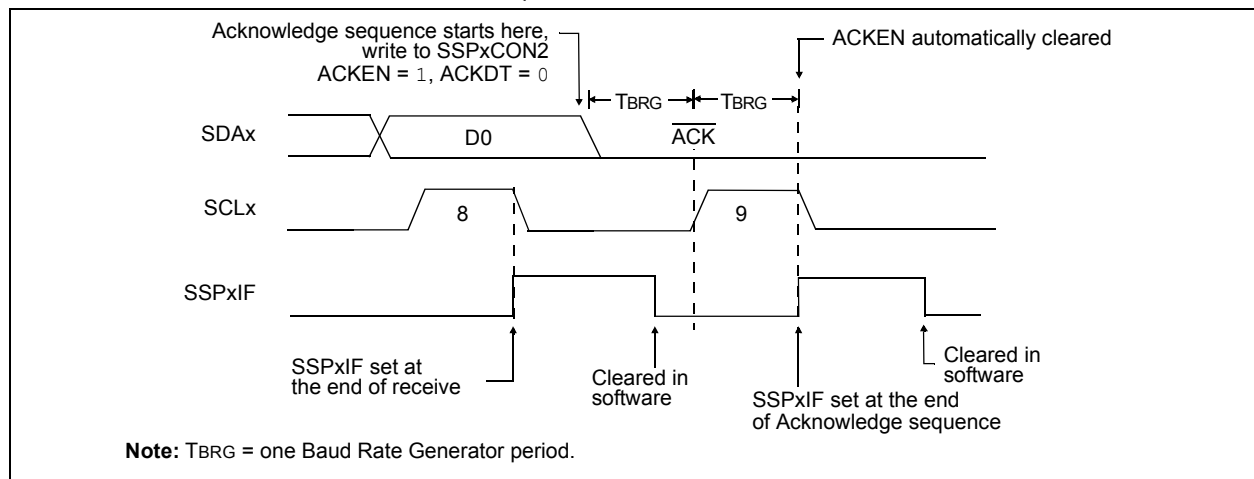 Acknowledge sequence starts here,
write to SSPxCON2
ACKEN = 1, ACKDT = 0
ACKEN automatically cleared
TBRG
TBRG
SDAx
D0
ACK
SCLx
8
9
SSPxIF
SSPxIF set at
the end of receive
Cleared in
software
SSPxIF set at the end
of Acknowledge sequence
Cleared in
software
Note: TBRG = one Baud Rate Generator period.